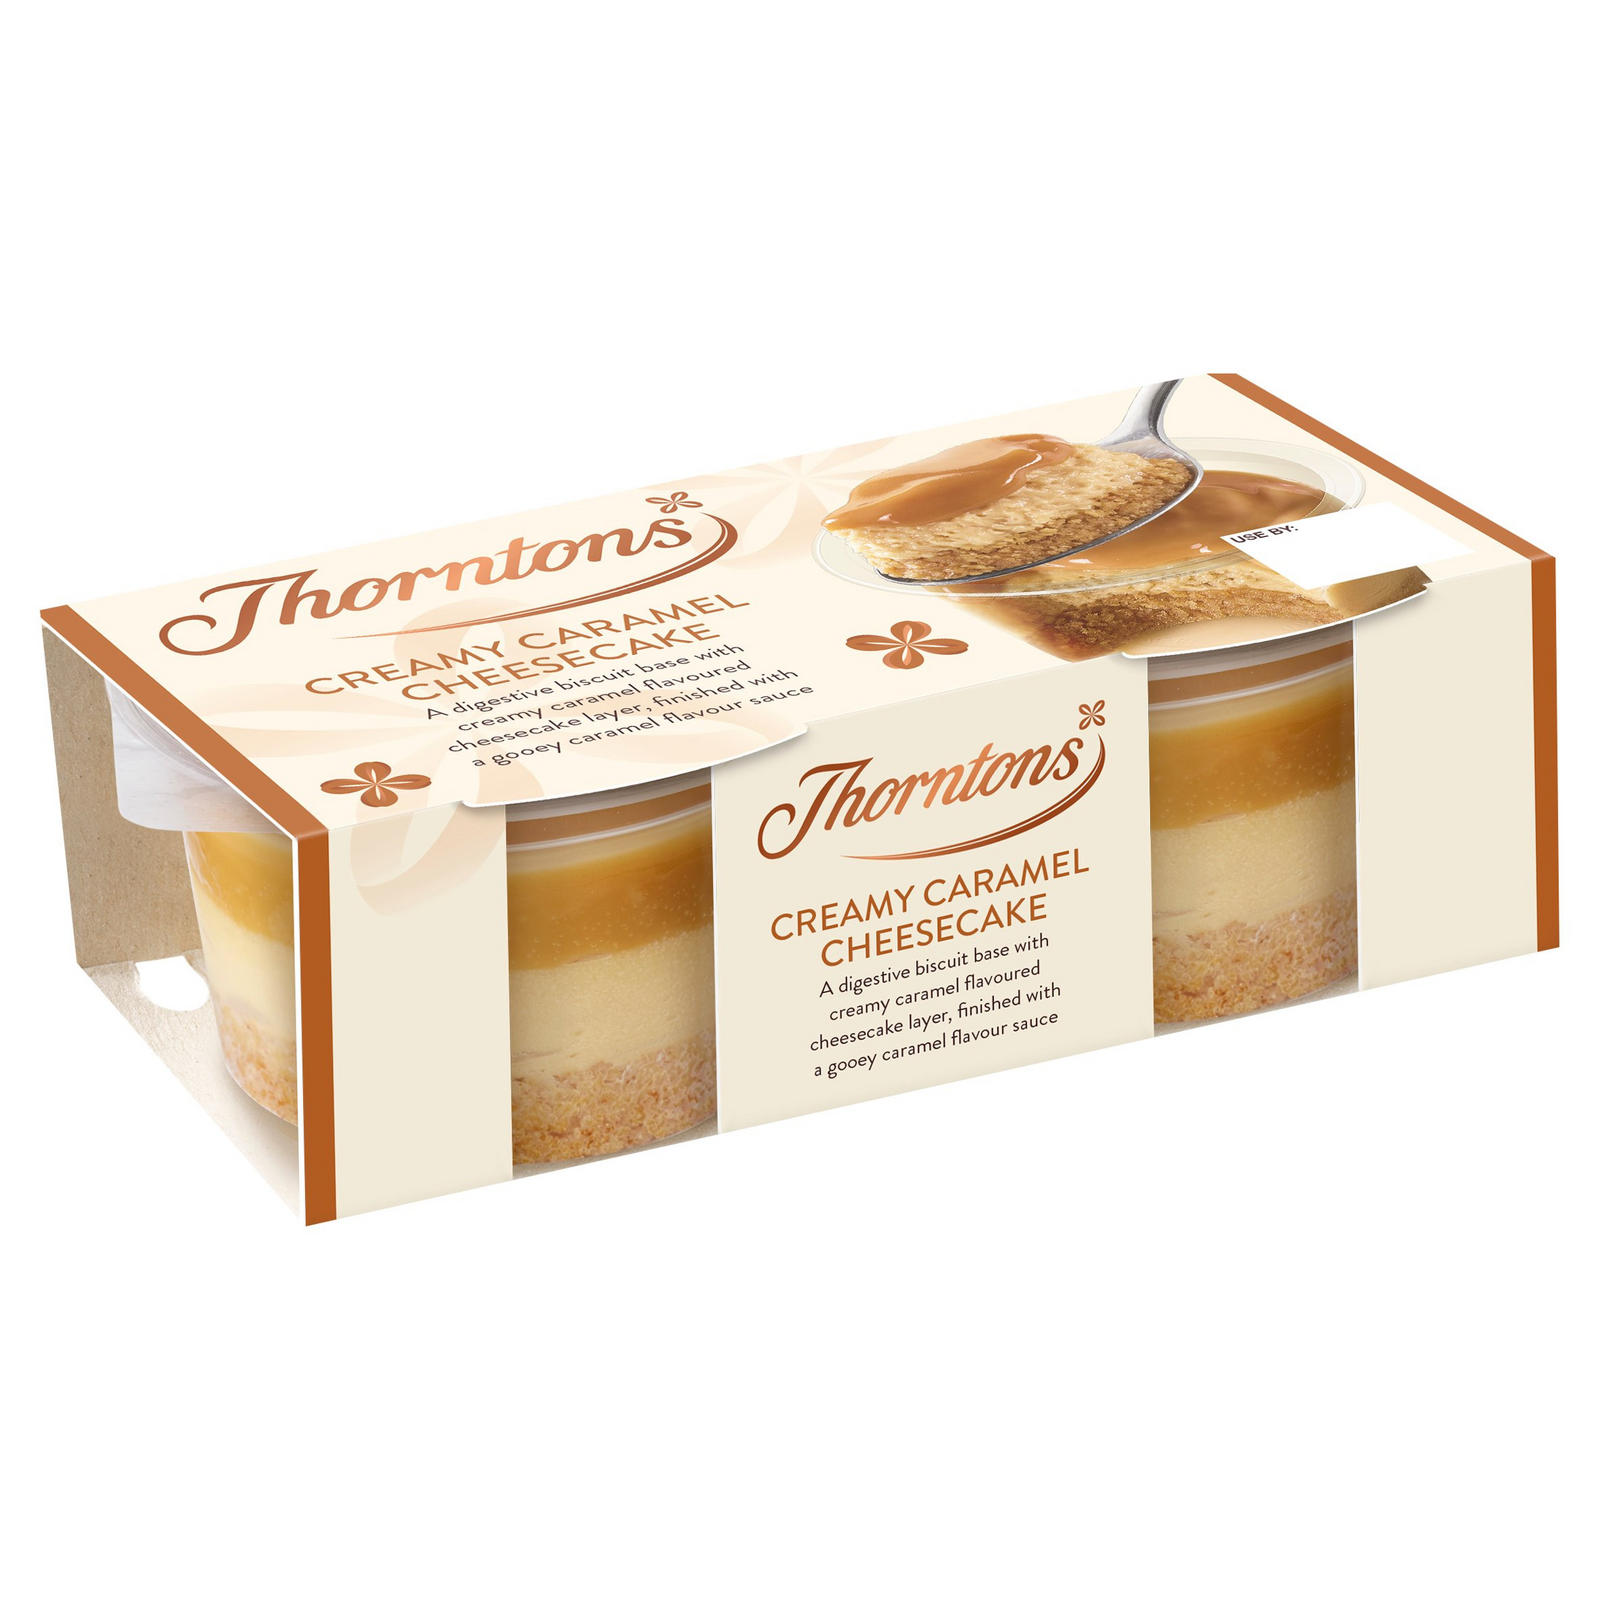 Thorntons
CREAMY CARAMEL
CHEESECAKE
A digestive biscuit base with
creamy caramel flavoured
cheesecake layer, finished with
a gooey caramel flavour sauce
USE BY:
Thorntons
CREAMY CARAMEL
CHEESECAKE
A digestive biscuit base with
creamy caramel flavoured
cheesecake layer, finished with
a gooey caramel flavour sauce